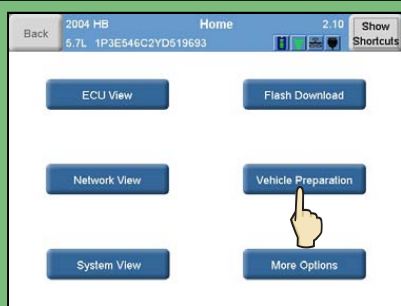 Back
2004 HB Home 2.10
5.7L 1P3E546C2YD519693
Show
Shortcuts
ECU View
Flash Download
Network View
Vehicle Preparation
System View
More Options